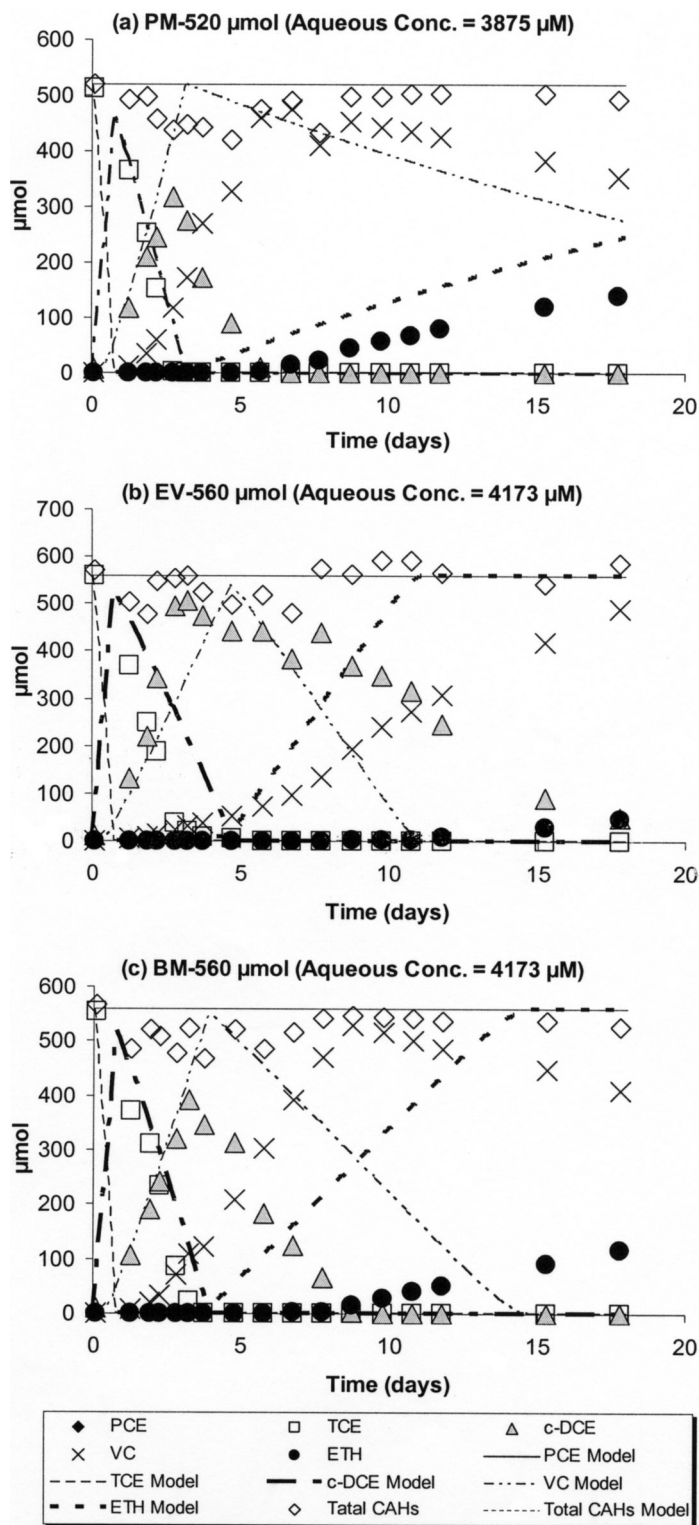 (a) PM-520 µmol (Aqueous Conc. = 3875 µM)
600
500
400
300
200
100
0
µmol
0
5
10
15
20
Time (days)
(b) EV-560 µmol (Aqueous Conc. = 4173 µM)
700
600
500
400
300
200
100
0
µmol
0
5
10
15
20
Time (days)
(c) BM-560 µmol (Aqueous Conc. = 4173 µM)
600
500
400
300
200
100
0
µmol
0
5
10
15
20
Time (days)
PCE TCE c-DCE
VC ETH PCE Model
TCE Model c-DCE Model VC Model
ETH Model Tatal CAHs Total CAHs Model